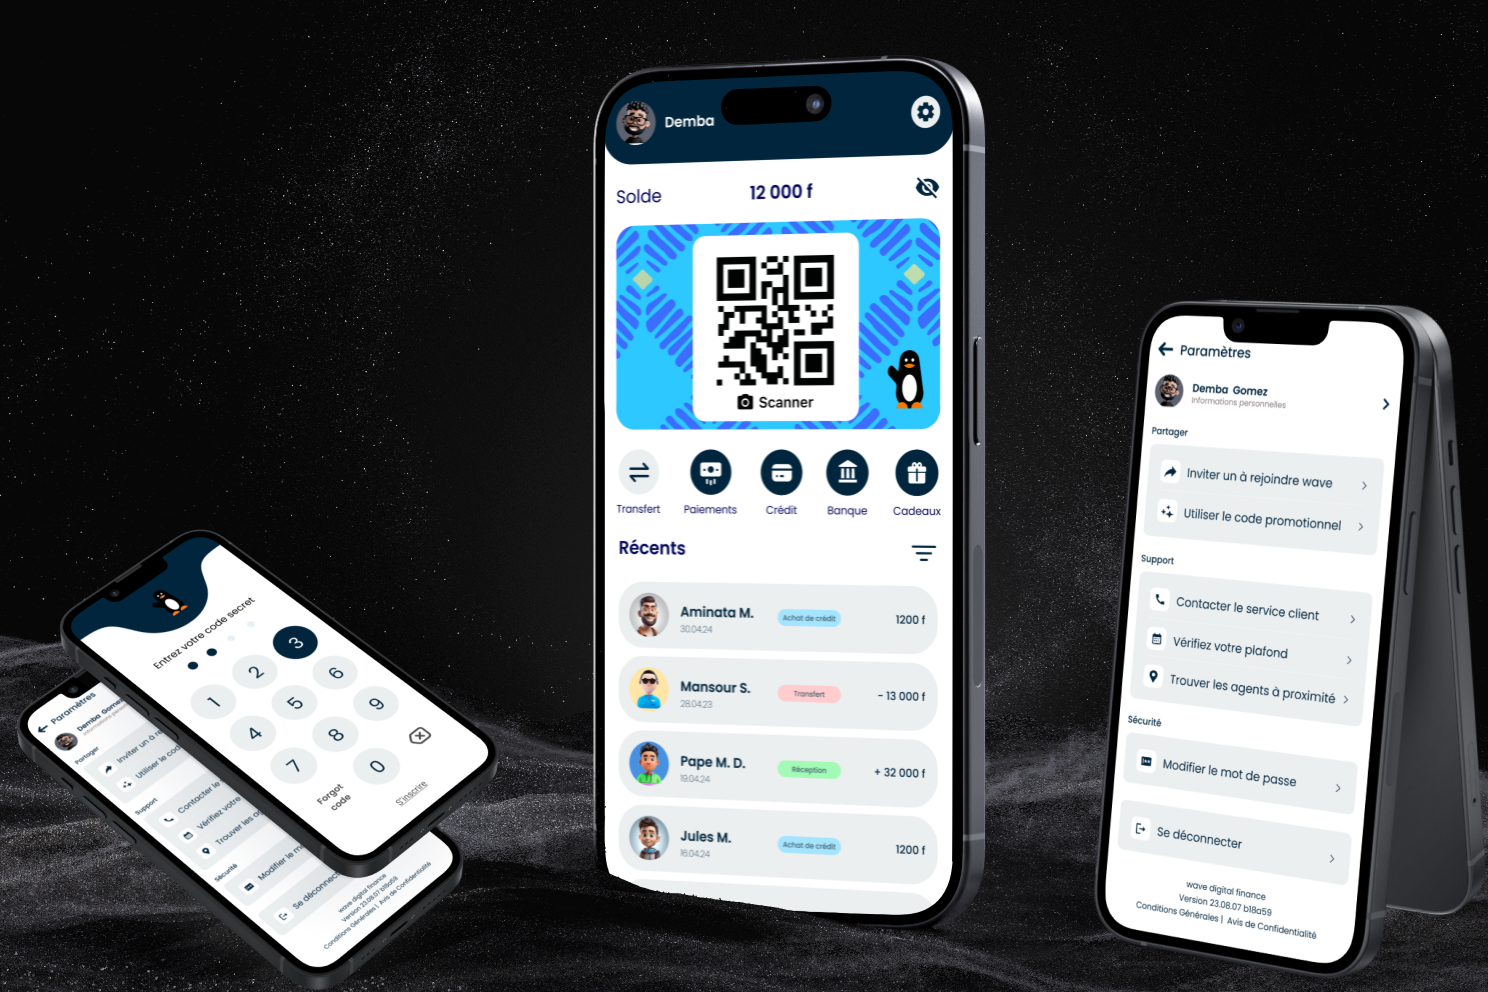 Demba
Solde
12 000 f
Scanner
Transfert
Paiements
Crédit
Banque
Cadeaux
Récents
Aminata M.
30.04.24
Achat de crédit
1200 f
Mansour S.
28.04.23
Transfert
- 13 000 f
Pape M. D.
19.04.24
Réception
+ 32 000 f
Jules M.
16.04.24
Achat de crédit
1200 f
Paramètres
Demba Gomez
Informations personnelles
Partager
Inviter un à rejoindre wave
Utiliser le code promotionnel
Support
Contacter le service client
Vérifiez votre plafond
Trouver les agents à proximité
Sécurité
Modifier le mot de passe
Se déconnecter
wave digital finance
Version 23.08.07 b18a59
Conditions Générales | Avis de Confidentialité
Entrez votre code secret
1
2
3
4
5
6
7
8
9
0
Forgot
code
S'inscrire
Paramètres
Demba Gomez
Informations perso
Partager
Inviter un à re
Utiliser le cod
Support
Contacter le
Vérifiez votre
Trouver les ag
Sécurité
Modifier le m
Se déconnec
wave digital finance
Version 23.08.07 b18a59
Conditions Générales | Avis de Confidentialité